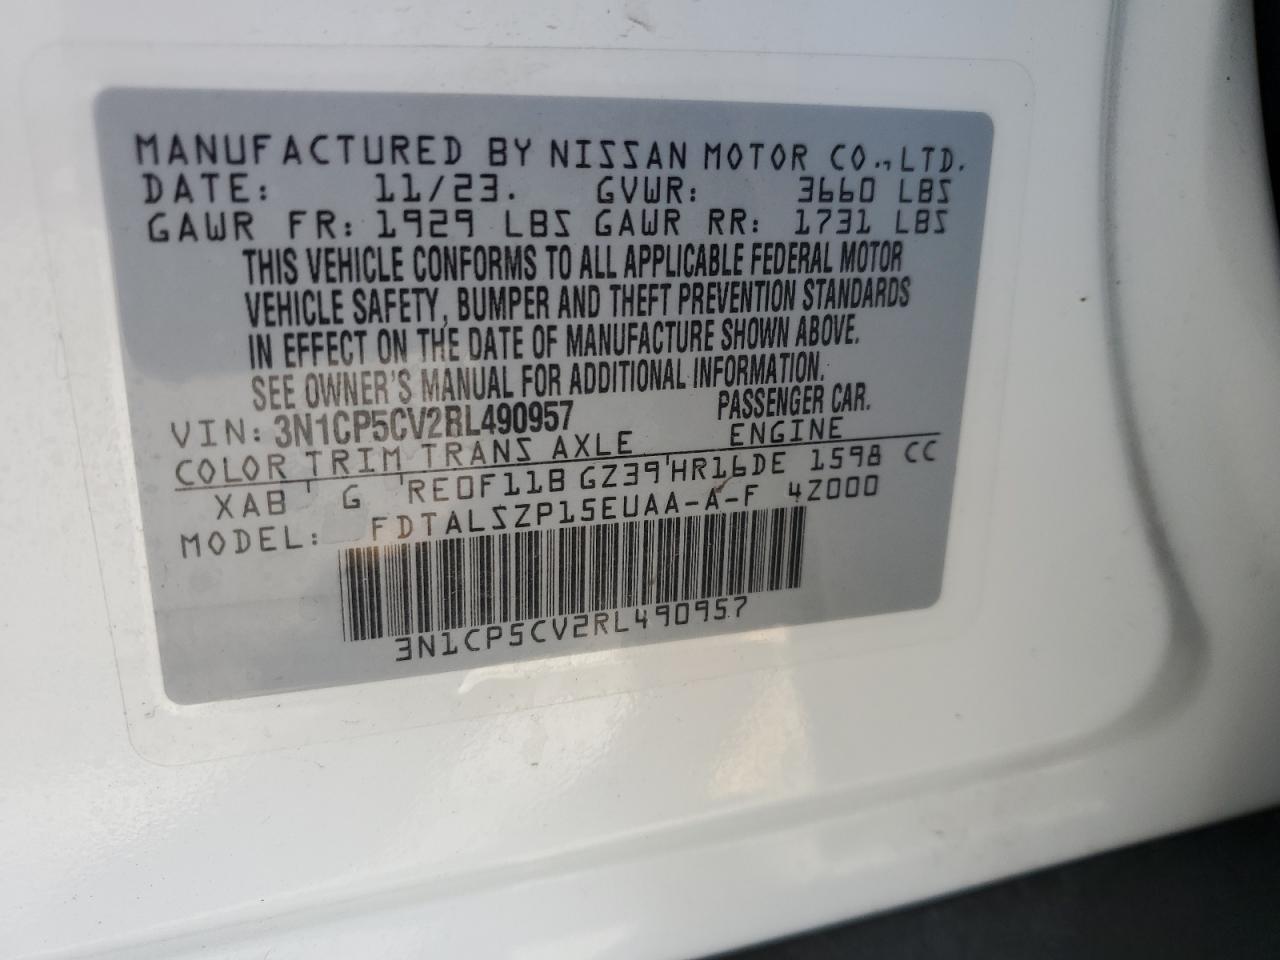 MANUFACTURED BY NISSAN MOTOR CO., LTD.
DATE: 11/23. GVWR: 3660 LBS
GAWR FR: 1929 LBS GAWR RR: 1731 LBS
THIS VEHICLE CONFORMS TO ALL APPLICABLE FEDERAL MOTOR
VEHICLE SAFETY, BUMPER AND THEFT PREVENTION STANDARDS
IN EFFECT ON THE DATE OF MANUFACTURE SHOWN ABOVE.
SEE OWNER'S MANUAL FOR ADDITIONAL INFORMATION.
VIN: 3N1CP5CV2RL490957 PASSENGER CAR.
COLOR TRIM TRANS AXLE ENGINE
XAB ' G 'RE0F11B GZ39'HR16DE 1598 CC
MODEL: FDTALSZP15EUAA-A-F 4Z000
3N1CP5CV2RL490957